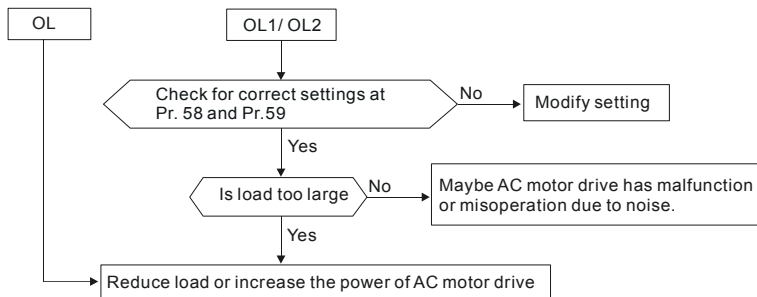 OL
OL1/ OL2
Check for correct settings at
Pr. 58 and Pr.59
No
Modify setting
Yes
Is load too large
No
Maybe AC motor drive has malfunction
or misoperation due to noise.
Yes
Reduce load or increase the power of AC motor drive